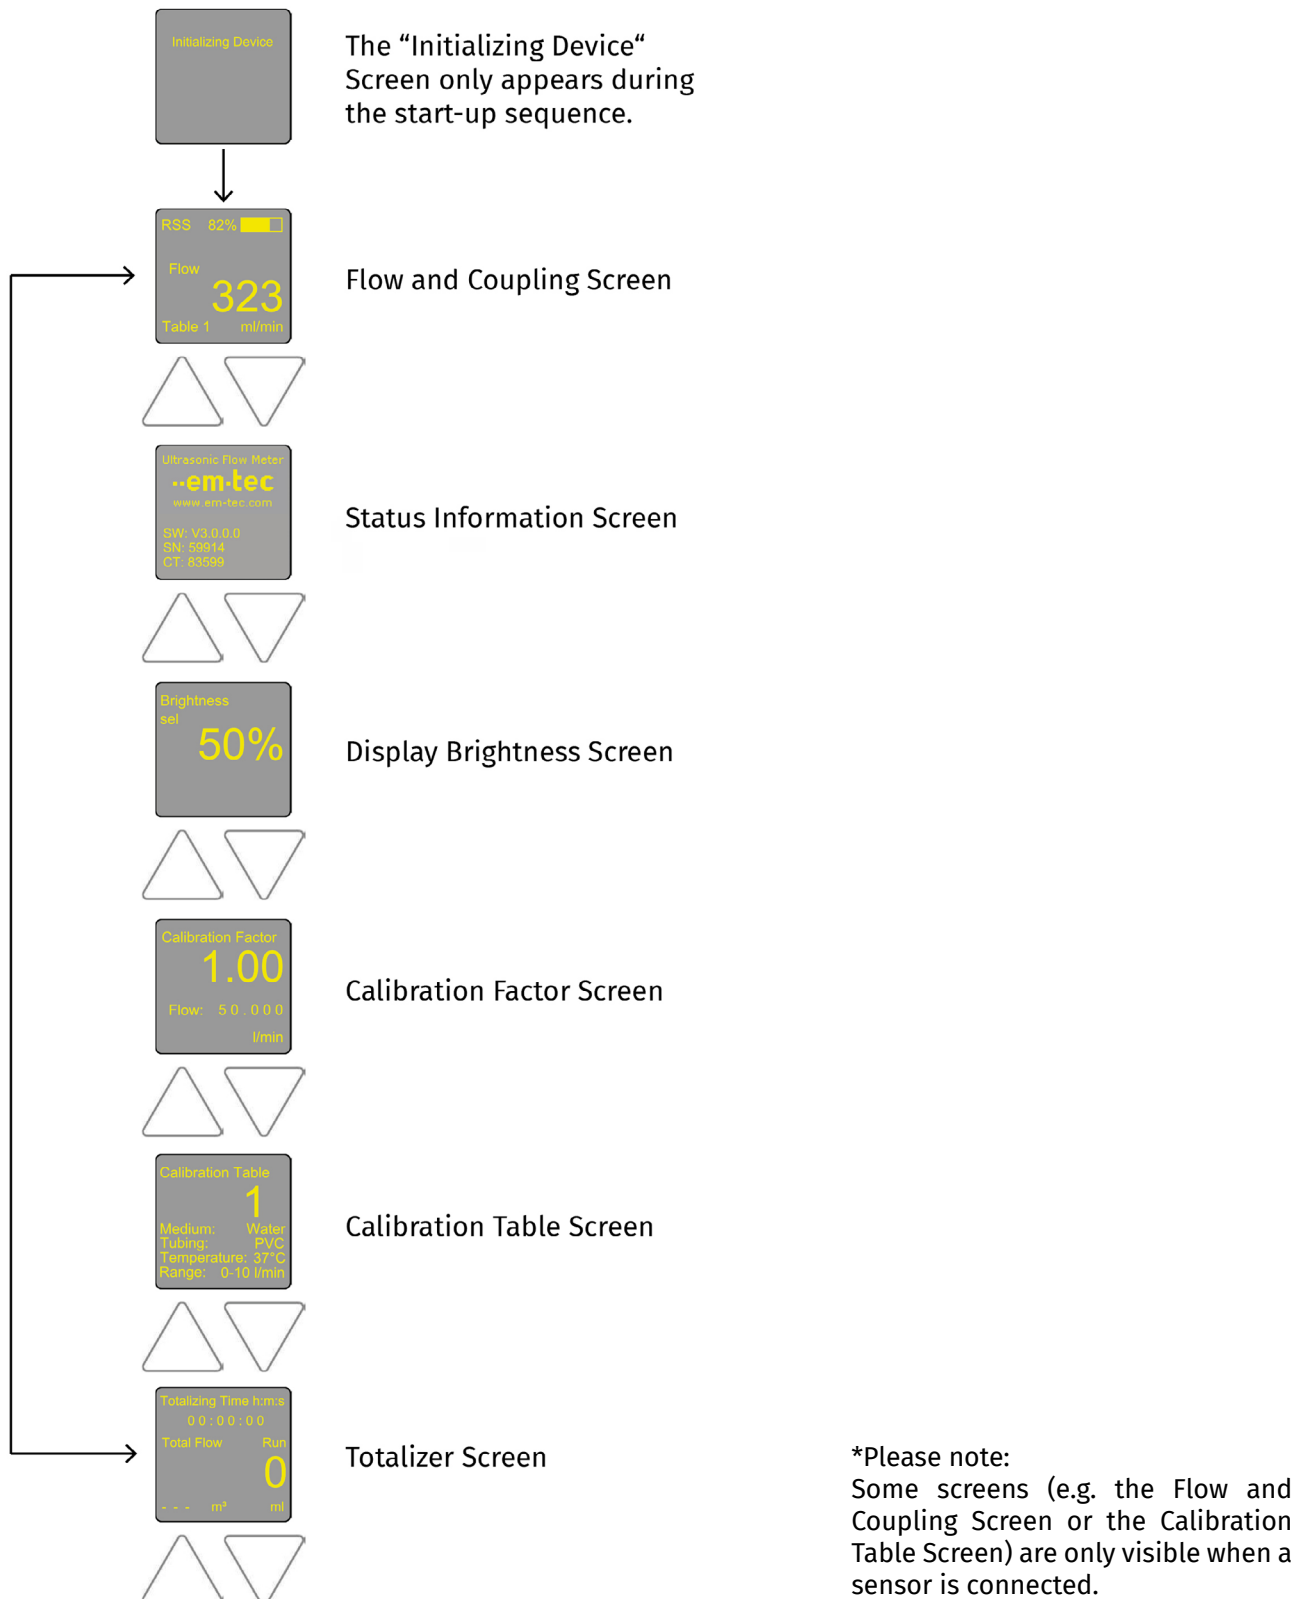 Initializing Device
The “Initializing Device“
Screen only appears during
the start-up sequence.
RSS 82%
Flow
323
Table 1 ml/min
Flow and Coupling Screen
Ultrasonic Flow Meter
em-tec
www.em-tec.com
SW: V3.0.0.0
SN: 59914
CT: 83599
Status Information Screen
Brightness
sel
50%
Display Brightness Screen
Calibration Factor
1.00
Flow: 50.000
l/min
Calibration Factor Screen
Calibration Table
1
Medium: Water
Tubing: PVC
Temperature: 37°C
Range: 0-10 l/min
Calibration Table Screen
Totalizing Time h:m:s
00:00:00
Total Flow Run
0
- - - m³ ml
Totalizer Screen
*Please note:
Some screens (e.g. the Flow and
Coupling Screen or the Calibration
Table Screen) are only visible when a
sensor is connected.